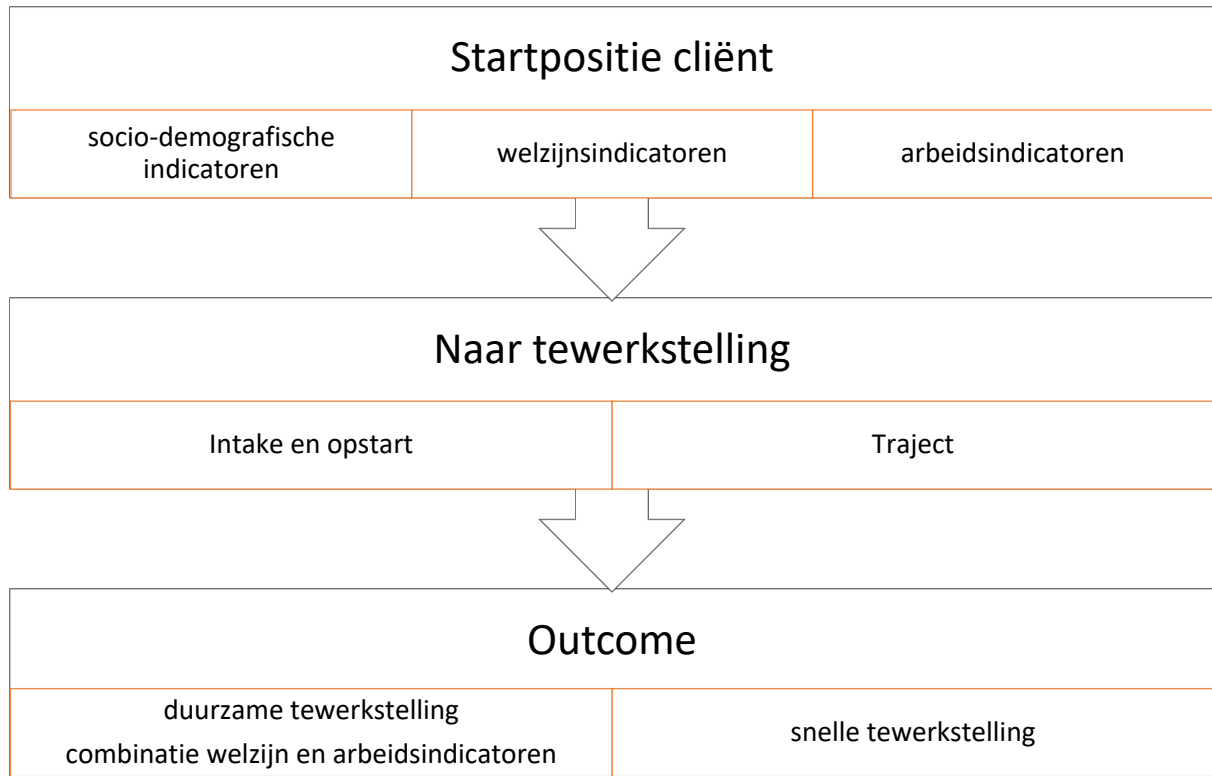 Startpositie cliënt
socio-demografische
indicatoren
welzijnsindicatoren
arbeidsindicatoren
Naar tewerkstelling
Intake en opstart
Traject
Outcome
duurzame tewerkstelling
combinatie welzijn en arbeidsindicatoren
snelle tewerkstelling